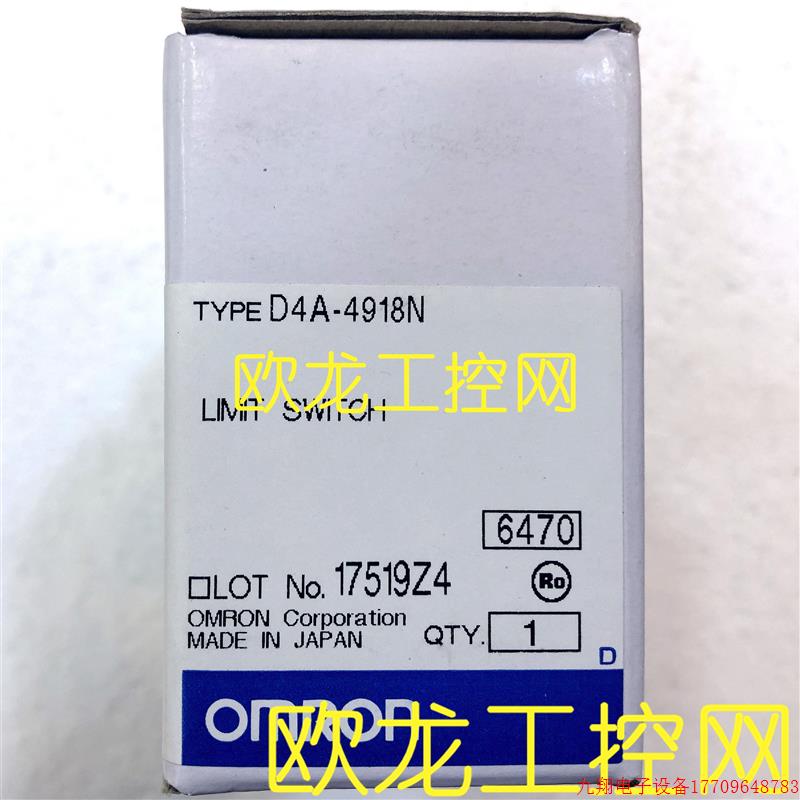 TYPE D4A-4918N
欧龙工控网
LIMIT SWITCH
6470
□LOT No. 17519Z4
Ro
OMRON Corporation
MADE IN JAPAN
QTY. 1
D
OMRON
欧龙工控网
九翔电子设备17709648783